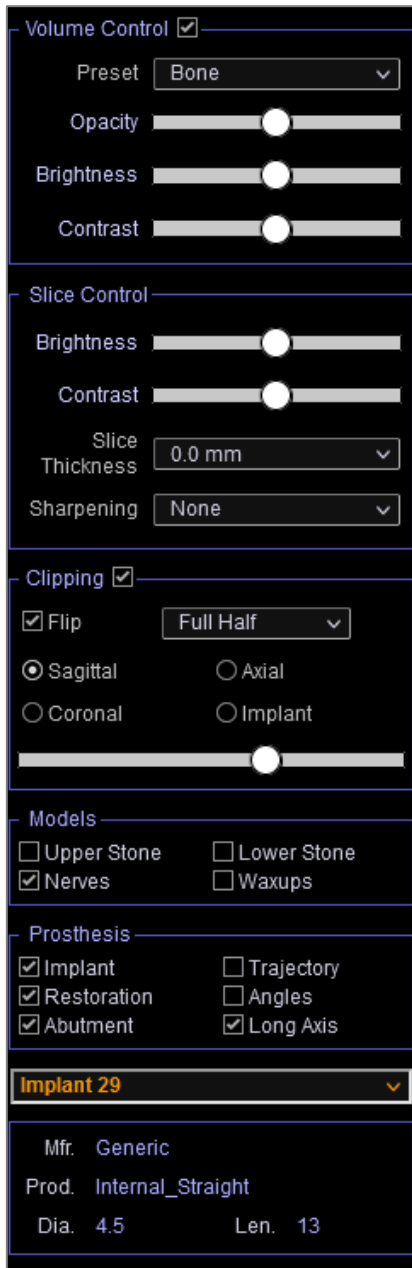 Volume Control
Preset Bone
Opacity
Brightness
Contrast
Slice Control
Brightness
Contrast
Slice
Thickness 0.0 mm
Sharpening None
Clipping
Flip Full Half
Sagittal Axial
Coronal Implant
Models
Upper Stone Lower Stone
Nerves Waxups
Prosthesis
Implant Trajectory
Restoration Angles
Abutment Long Axis
Implant 29
Mfr. Generic
Prod. Internal_Straight
Dia. 4.5 Len. 13